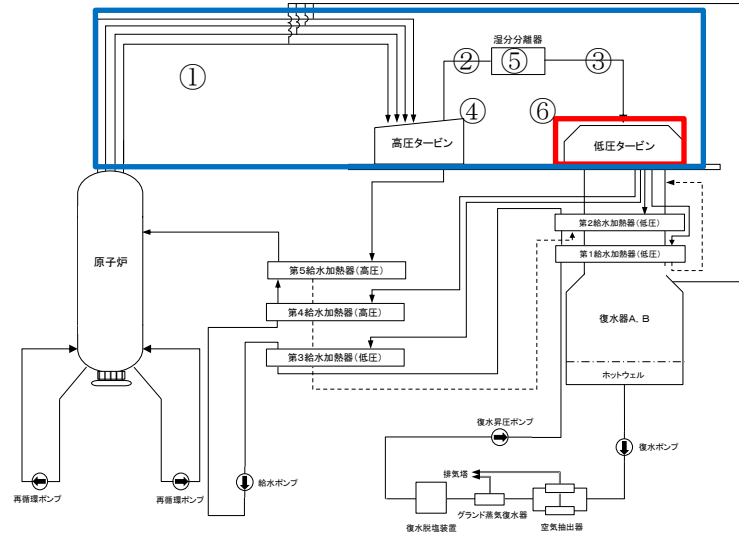 湿分分離器
①
②
⑤
③
④
⑥
高圧タービン
低圧タービン
第2給水加熱器(低圧)
第1給水加熱器(低圧)
原子炉
第5給水加熱器(高圧)
第4給水加熱器(高圧)
復水器A、B
第3給水加熱器(低圧)
ホットウェル
復水昇圧ポンプ
復水ポンプ
排気塔
給水ポンプ
再循環ポンプ
再循環ポンプ
グランド蒸気復水器
復水脱塩装置
空気抽出器